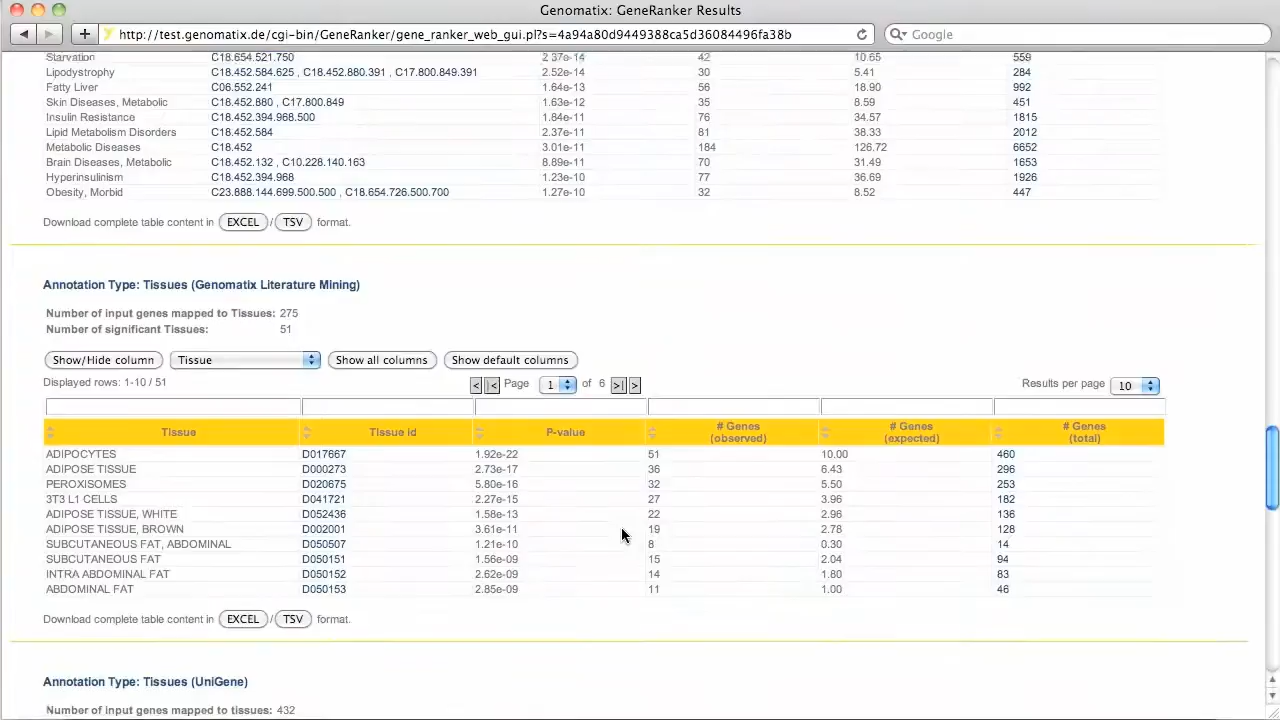 Genomatix: GeneRanker Results
http://test.genomatix.de/cgi-bin/GeneRanker/gene_ranker_web_gui.pl?s=4a94a80d9449388ca5d36084496fa38b Google
Starvation C18.654.521.750 2.37e-14 42 10.65 559
Lipodystrophy C18.452.584.625 , C18.452.880.391 , C17.800.849.391 2.52e-14 30 5.41 284
Fatty Liver C06.552.241 1.64e-13 56 18.90 992
Skin Diseases, Metabolic C18.452.880 , C17.800.849 1.63e-12 35 8.59 451
Insulin Resistance C18.452.394.968.500 1.84e-11 76 34.57 1815
Lipid Metabolism Disorders C18.452.584 2.37e-11 81 38.33 2012
Metabolic Diseases C18.452 3.01e-11 184 126.72 6652
Brain Diseases, Metabolic C18.452.132 , C10.228.140.163 8.89e-11 70 31.49 1653
Hyperinsulinism C18.452.394.968 1.23e-10 77 36.69 1926
Obesity, Morbid C23.888.144.699.500.500 , C18.654.726.500.700 1.27e-10 32 8.52 447
Download complete table content in EXCEL / TSV format.
Annotation Type: Tissues (Genomatix Literature Mining)
Number of input genes mapped to Tissues: 275
Number of significant Tissues: 51
Show/Hide column Tissue Show all columns Show default columns
Displayed rows: 1-10 / 51 < |< Page 1 of 6 >| > Results per page 10
Tissue Tissue id P-value # Genes (observed) # Genes (expected) # Genes (total)
ADIPOCYTES D017667 1.92e-22 51 10.00 460
ADIPOSE TISSUE D000273 2.73e-17 36 6.43 296
PEROXISOMES D020675 5.80e-16 32 5.50 253
3T3 L1 CELLS D041721 2.27e-15 27 3.96 182
ADIPOSE TISSUE, WHITE D052436 1.58e-13 22 2.96 136
ADIPOSE TISSUE, BROWN D002001 3.61e-11 19 2.78 128
SUBCUTANEOUS FAT, ABDOMINAL D050507 1.21e-10 8 0.30 14
SUBCUTANEOUS FAT D050151 1.56e-09 15 2.04 94
INTRA ABDOMINAL FAT D050152 2.62e-09 14 1.80 83
ABDOMINAL FAT D050153 2.85e-09 11 1.00 46
Download complete table content in EXCEL / TSV format.
Annotation Type: Tissues (UniGene)
Number of input genes mapped to tissues: 432